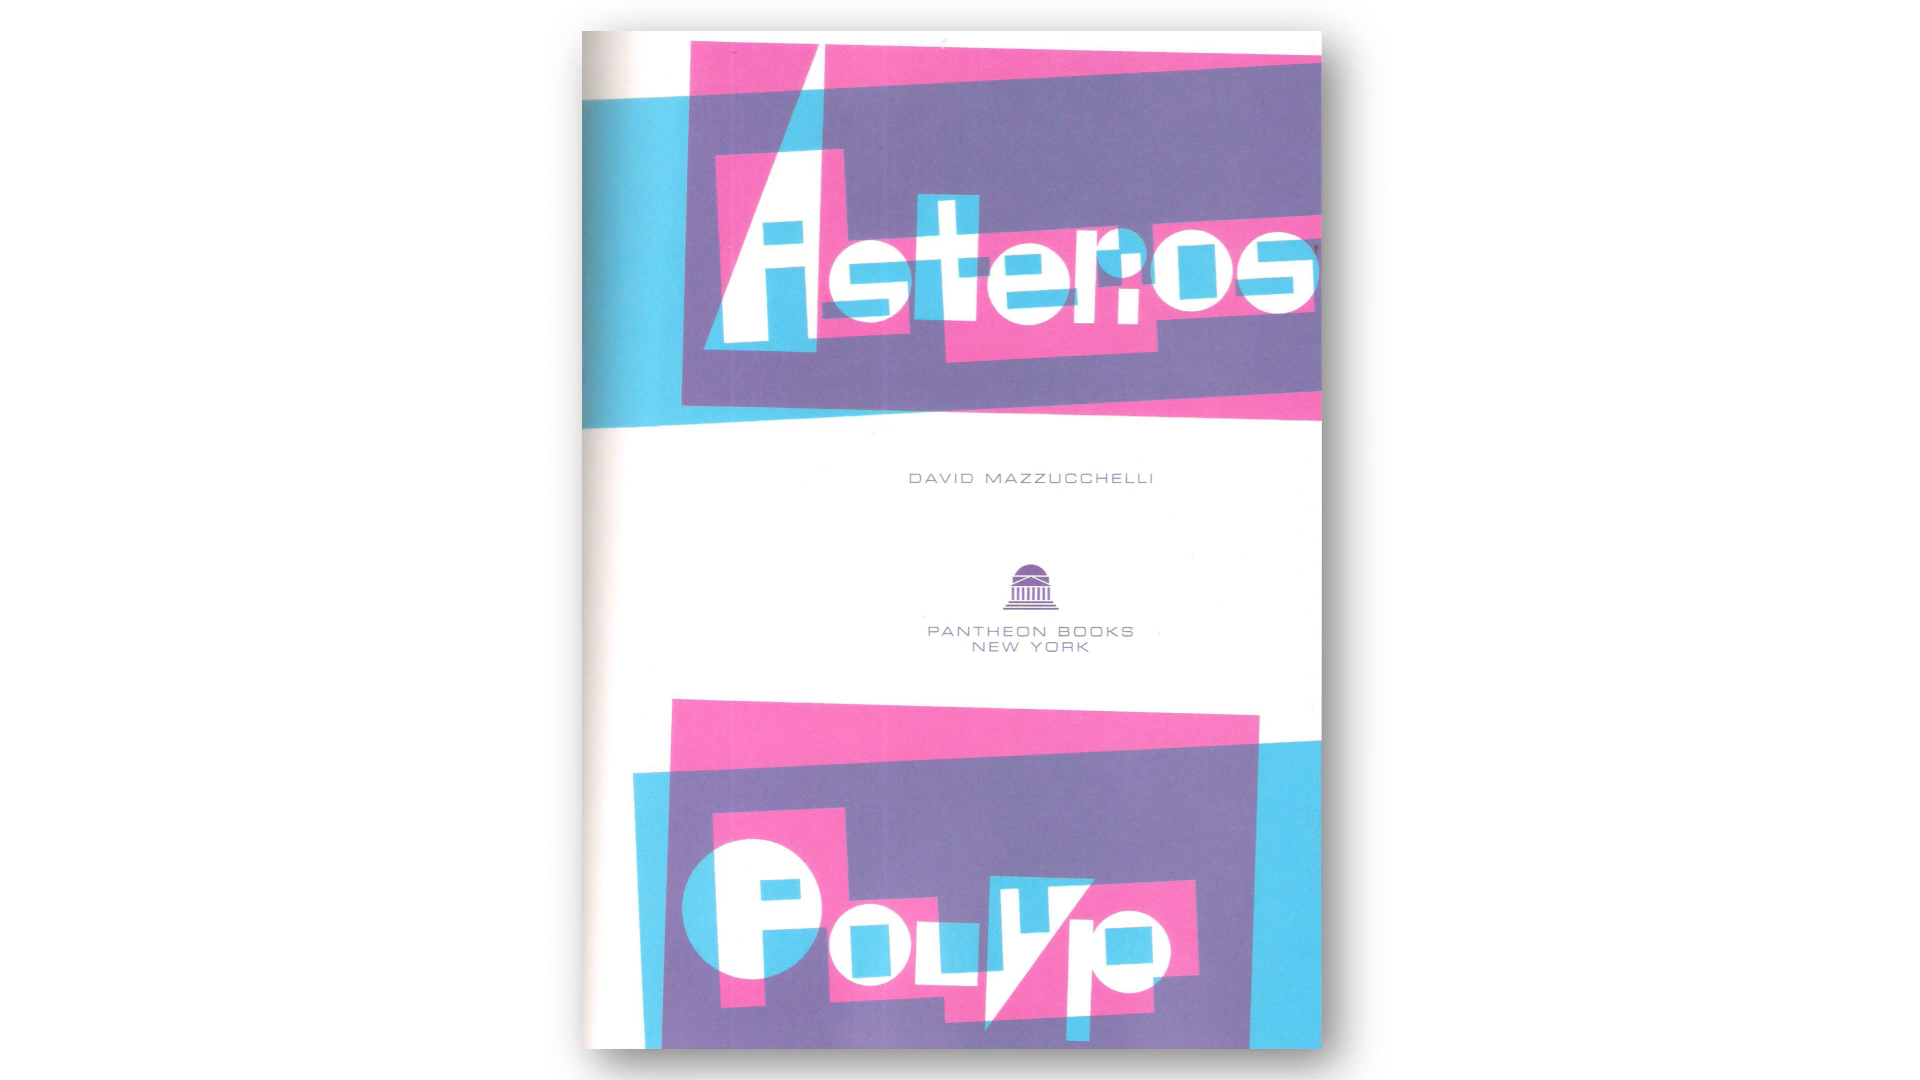 Asterios
DAVID MAZZUCCHELLI
PANTHEON BOOKS
NEW YORK
Polyp